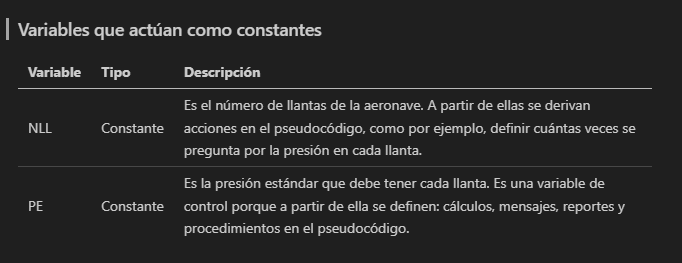 Variables que actúan como constantes
Variable Tipo Descripción
Es el número de llantas de la aeronave. A partir de ellas se derivan
NLL Constante acciones en el pseudocódigo, como por ejemplo, definir cuántas veces se
pregunta por la presión en cada llanta.
Es la presión estándar que debe tener cada llanta. Es una variable de
PE Constante control porque a partir de ella se definen: cálculos, mensajes, reportes y
procedimientos en el pseudocódigo.